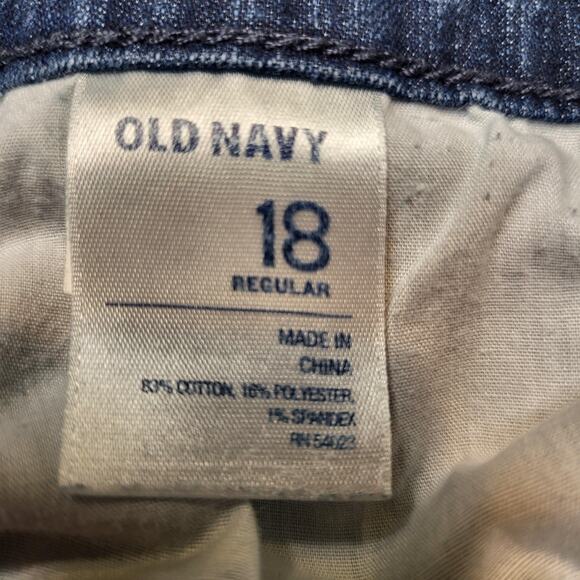 OLD NAVY
18
REGULAR
MADE IN
CHINA
83% COTTON, 16% POLYESTER,
1% SPANDEX
RN 54023